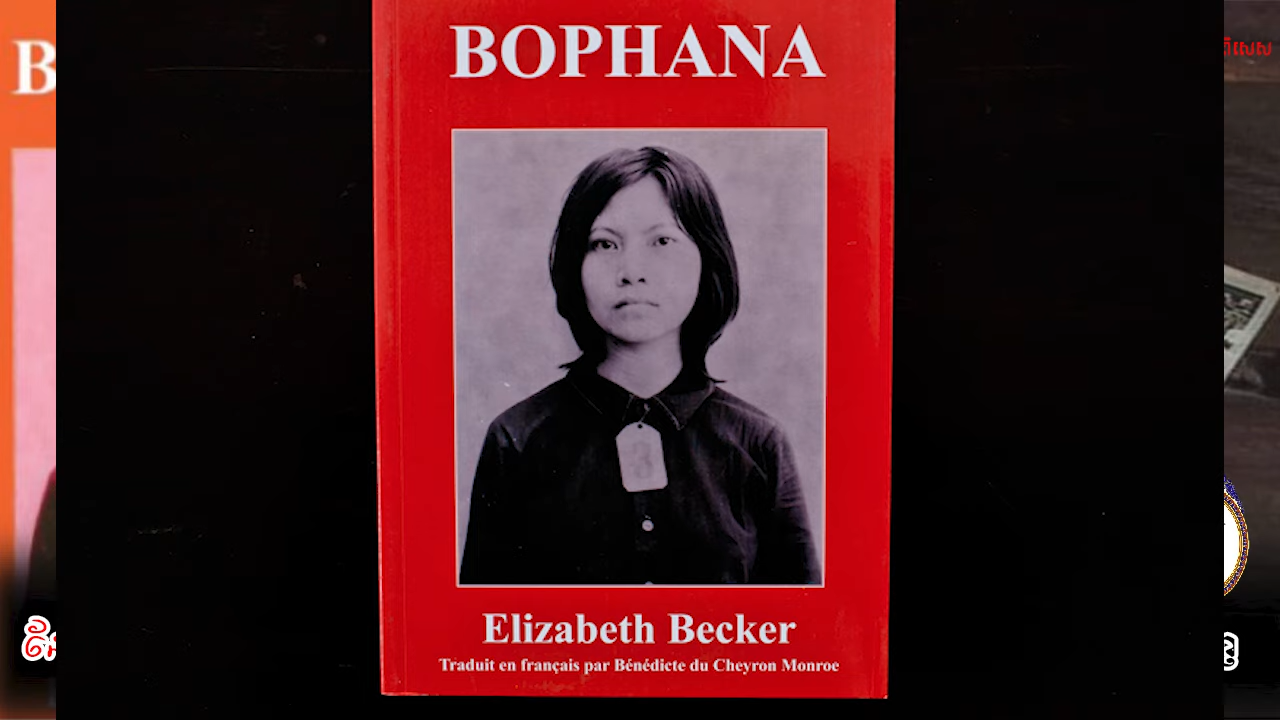 BOPHANA
Elizabeth Becker
Traduit en français par Bénédicte du Cheyron Monroe
B